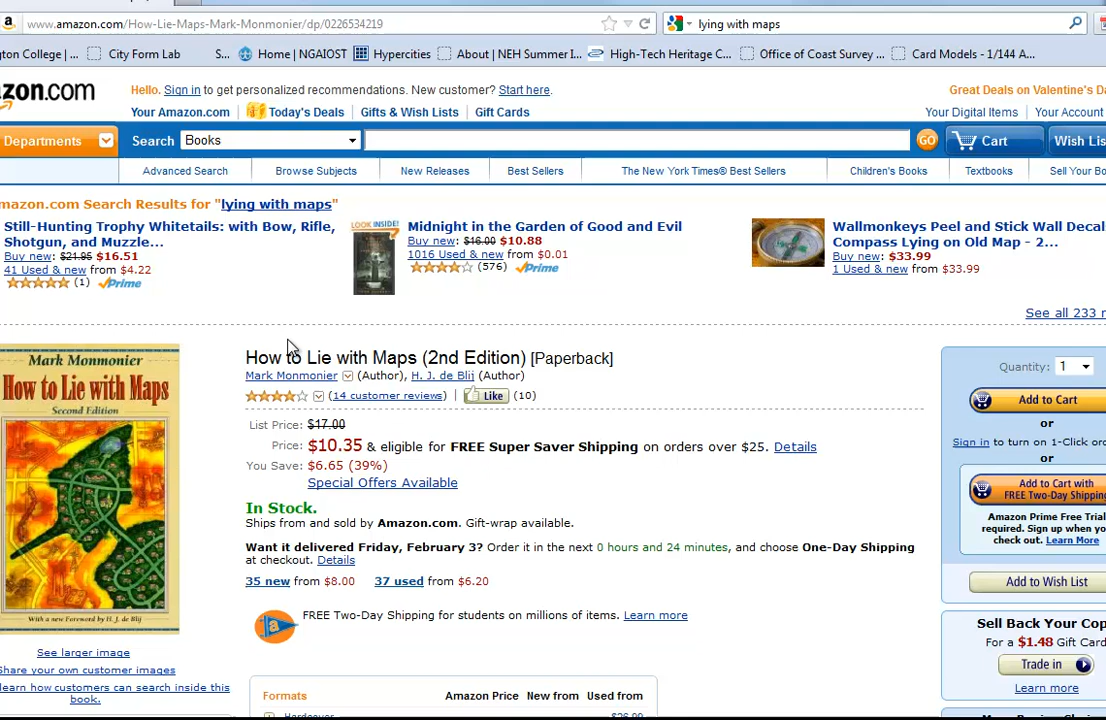 www.amazon.com/How-Lie-Maps-Mark-Monmonier/dp/0226534219
lying with maps
gton College | ...
City Form Lab
S...
Home | NGAIOST
Hypercities
About | NEH Summer I...
High-Tech Heritage C...
Office of Coast Survey ...
Card Models - 1/144 A...
zon.com
Hello. Sign in to get personalized recommendations. New customer? Start here.
Great Deals on Valentine's Da
Your Amazon.com
Today's Deals
Gifts & Wish Lists
Gift Cards
Your Digital Items
Your Account
Departments
Search
Books
GO
Cart
Wish Lis
Advanced Search
Browse Subjects
New Releases
Best Sellers
The New York Times® Best Sellers
Children's Books
Textbooks
Sell Your Bo
mazon.com Search Results for "lying with maps"
Still-Hunting Trophy Whitetails: with Bow, Rifle,
Shotgun, and Muzzle...
Buy new: $21.95 $16.51
41 Used & new from $4.22
(1) Prime
LOOK INSIDE!
Midnight in the Garden of Good and Evil
Buy new: $16.00 $10.88
1016 Used & new from $0.01
(576) Prime
Wallmonkeys Peel and Stick Wall Decal
Compass Lying on Old Map - 2...
Buy new: $33.99
1 Used & new from $33.99
See all 233 r
Mark Monmonier
How to Lie with Maps
Second Edition
With a new Foreword by H. J. de Blij
See larger image
Share your own customer images
learn how customers can search inside this
book.
How to Lie with Maps (2nd Edition) [Paperback]
Mark Monmonier (Author), H. J. de Blij (Author)
(14 customer reviews) | Like (10)
List Price: $17.00
Price: $10.35 & eligible for FREE Super Saver Shipping on orders over $25. Details
You Save: $6.65 (39%)
Special Offers Available
In Stock.
Ships from and sold by Amazon.com. Gift-wrap available.
Want it delivered Friday, February 3? Order it in the next 0 hours and 24 minutes, and choose One-Day Shipping
at checkout. Details
35 new from $8.00 37 used from $6.20
a
FREE Two-Day Shipping for students on millions of items. Learn more
Formats
Amazon Price
New from
Used from
Hardcover
Quantity: 1
Add to Cart
or
Sign in to turn on 1-Click or
or
Add to Cart with
FREE Two-Day Shipping
Amazon Prime Free Trial
required. Sign up when yo
check out. Learn More
Add to Wish List
Sell Back Your Cop
For a $1.48 Gift Card
Trade in
Learn more